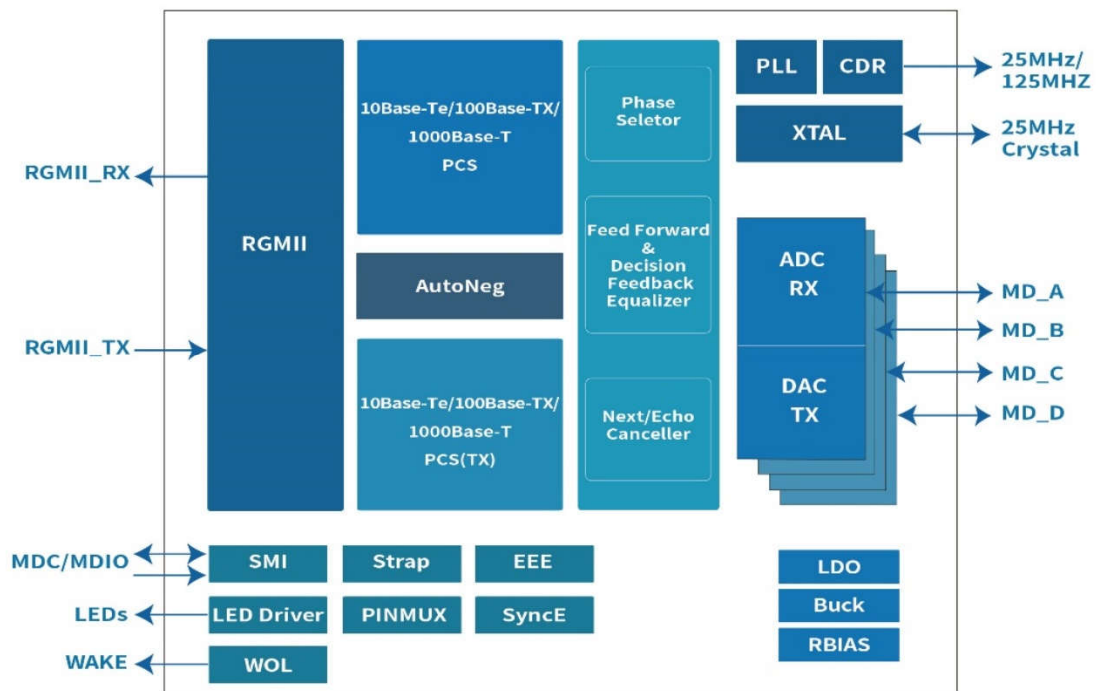 RGMII_RX
RGMII_TX
RGMII
10Base-Te/100Base-TX/
1000Base-T
PCS
AutoNeg
10Base-Te/100Base-TX/
1000Base-T
PCS(TX)
Phase
Seletor
Feed Forward
&
Decision
Feedback
Equalizer
Next/Echo
Canceller
PLL
CDR
25MHz/
125MHZ
XTAL
25MHz
Crystal
ADC
RX
DAC
TX
MD_A
MD_B
MD_C
MD_D
MDC/MDIO
SMI
Strap
EEE
LEDs
LED Driver
PINMUX
SyncE
WAKE
WOL
LDO
Buck
RBIAS